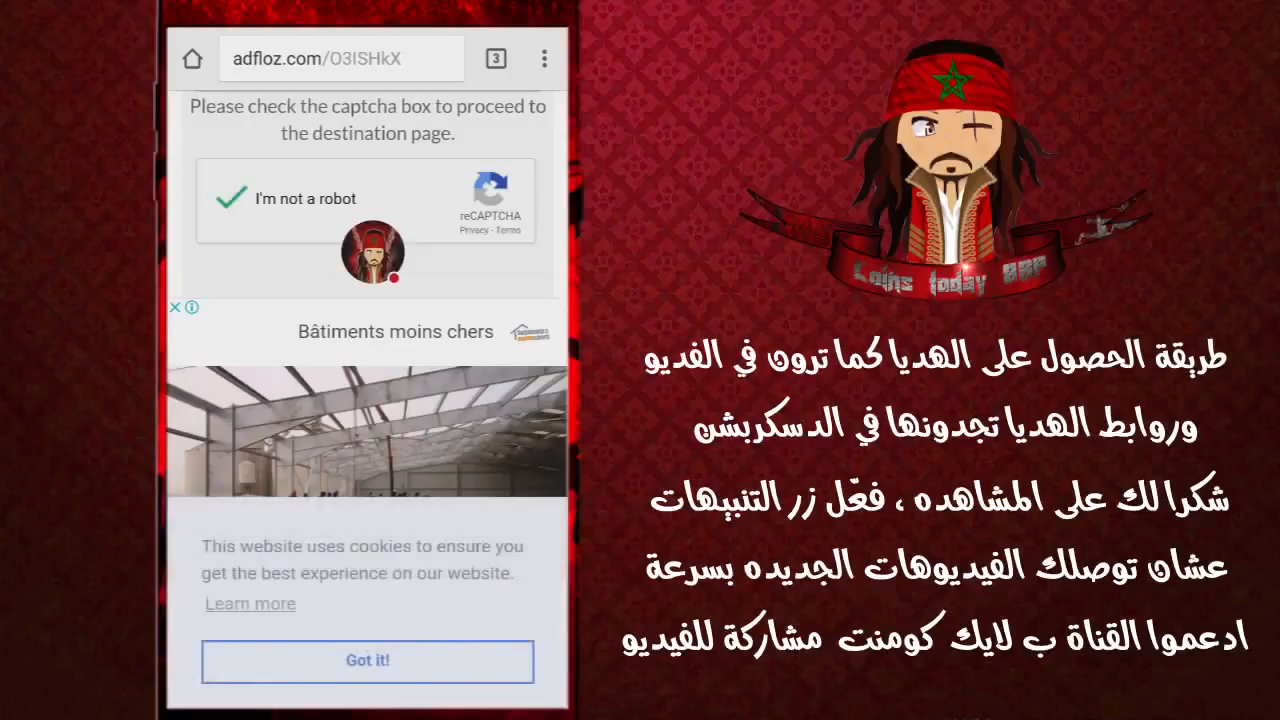 adfloz.com/O3ISHkX
3
Please check the captcha box to proceed to
the destination page.
I'm not a robot
reCAPTCHA
Privacy - Terms
Bâtiments moins chers
This website uses cookies to ensure you
get the best experience on our website.
Learn more
Got it!
Coins today 8BP
طريقة الحصول على الهديا كما ترون في الفديو
وروابط الهديا تجدونها في الدسكربشن
شكرا لك على المشاهده ، فعّل زر التنبيهات
عشان توصلك الفيديوهات الجديده بسرعة
ادعموا القناة ب لايك كومنت مشاركة للفيديو